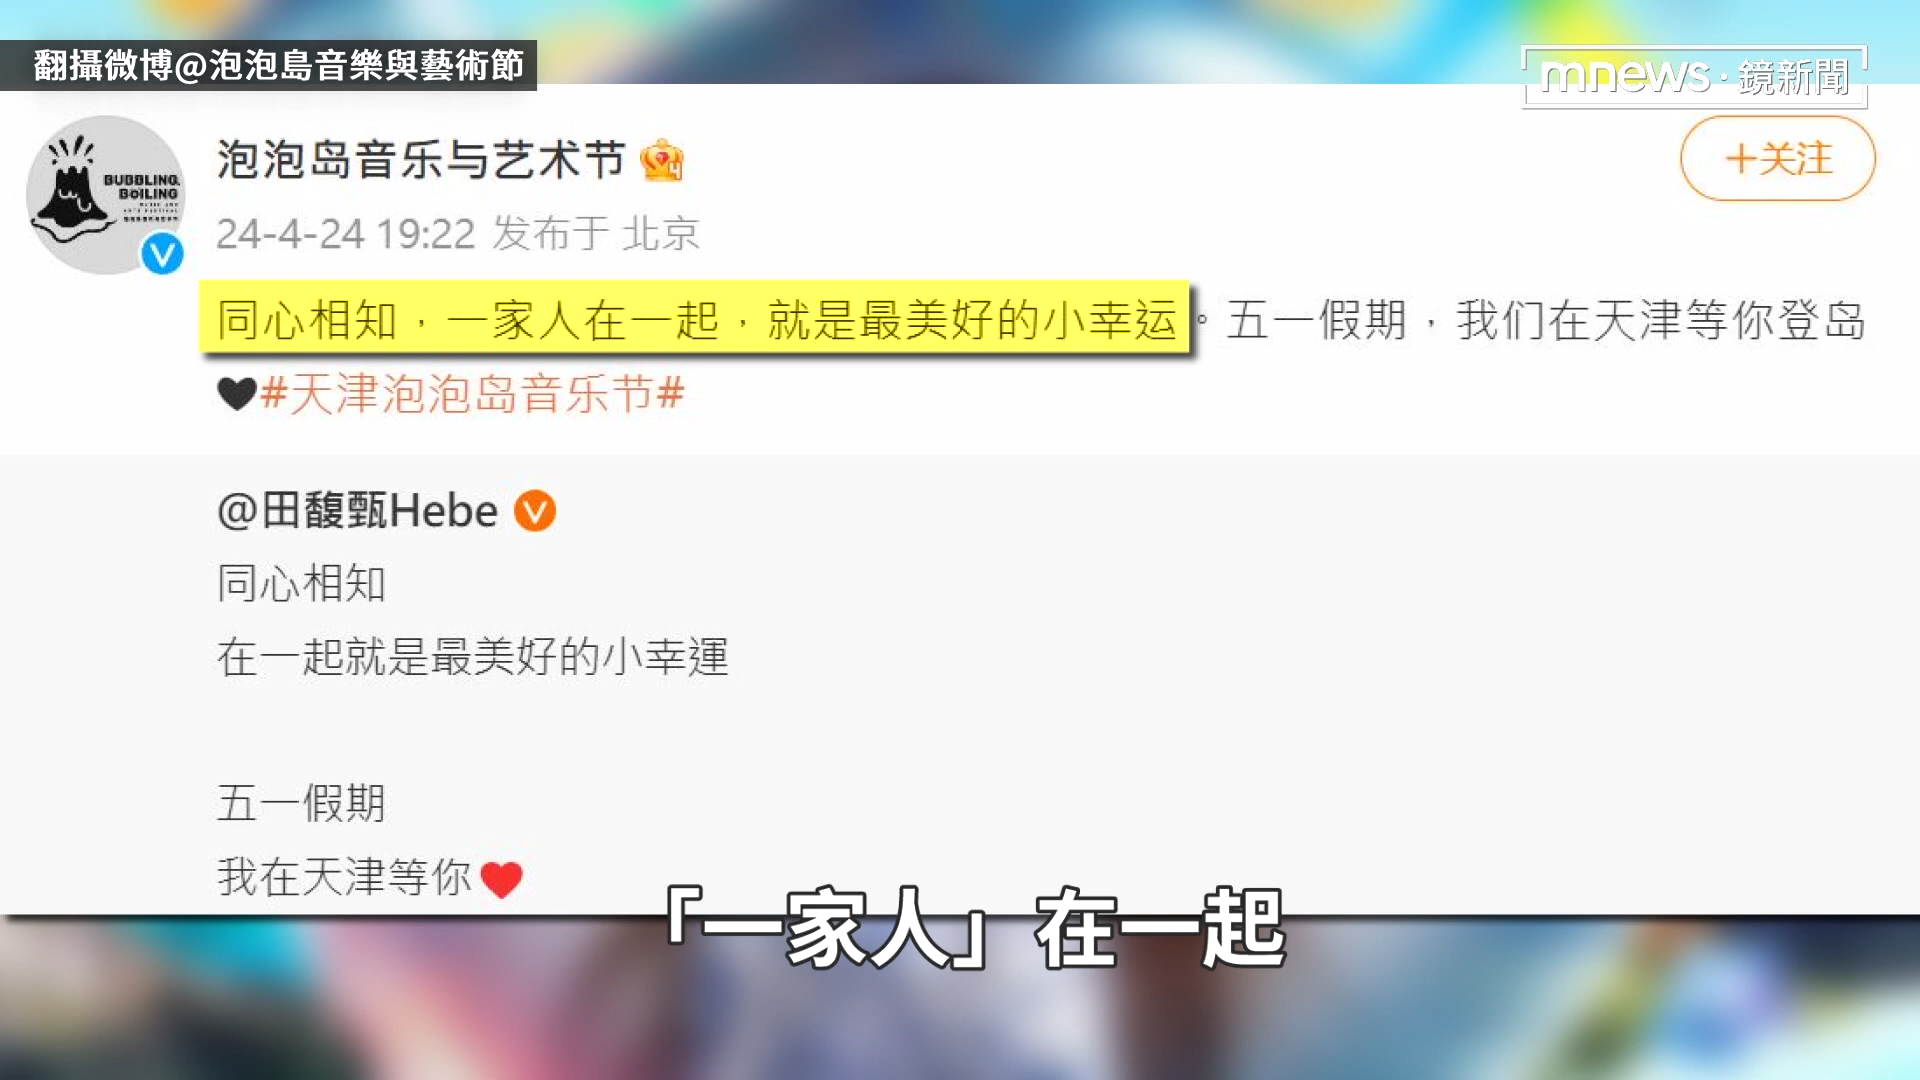 翻攝微博@泡泡島音樂與藝術節
mnews·鏡新聞
BUBBLING
BOILING
泡泡岛音乐与艺术节
+关注
24-4-24 19:22 发布于 北京
同心相知，一家人在一起，就是最美好的小幸运。五一假期，我们在天津等你登岛
🖤#天津泡泡岛音乐节#
@田馥甄Hebe
同心相知
在一起就是最美好的小幸運
五一假期
我在天津等你❤️
「一家人」在一起